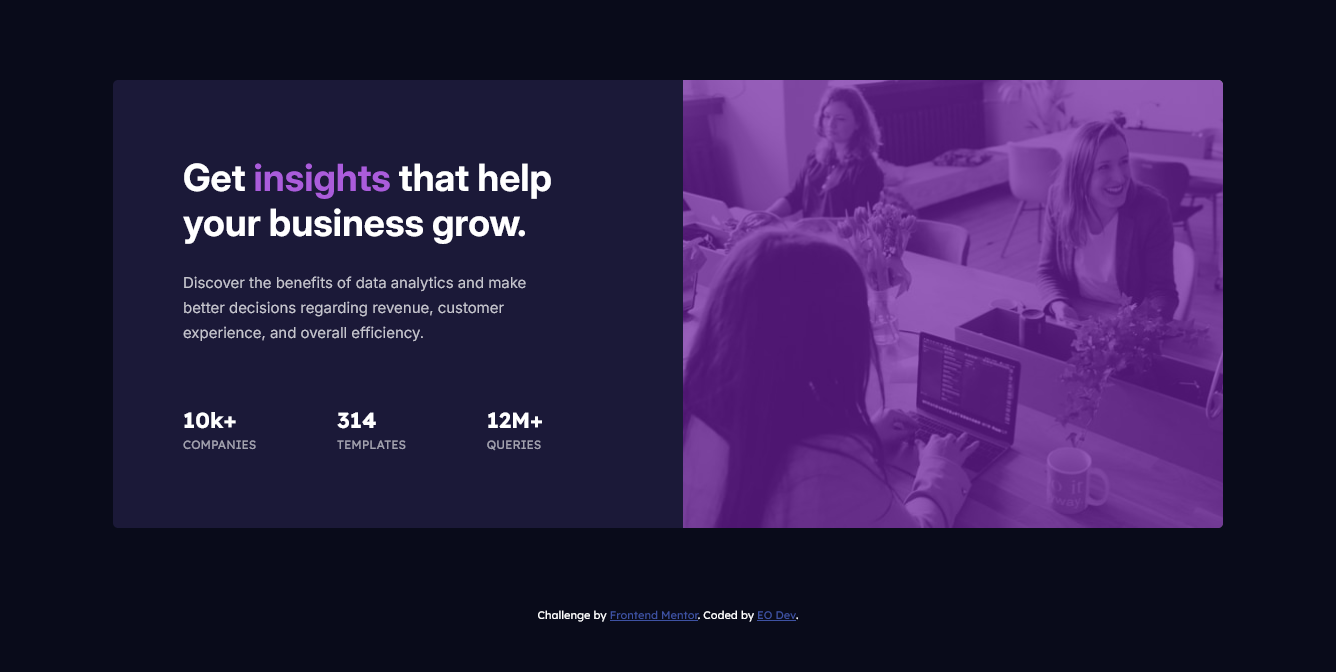 Get insights that help
your business grow.
Discover the benefits of data analytics and make
better decisions regarding revenue, customer
experience, and overall efficiency.
10k+ 314 12M+
COMPANIES TEMPLATES QUERIES
Challenge by Frontend Mentor. Coded by EO Dev.